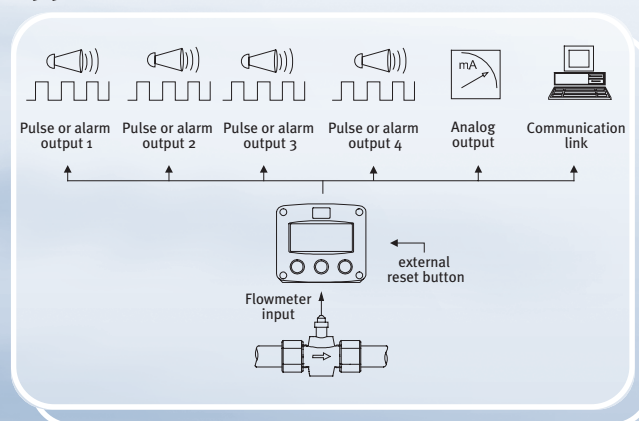 mA
Pulse or alarm
output 1
Pulse or alarm
output 2
Pulse or alarm
output 3
Pulse or alarm
output 4
Analog
output
Communication
link
external
reset button
Flowmeter
input